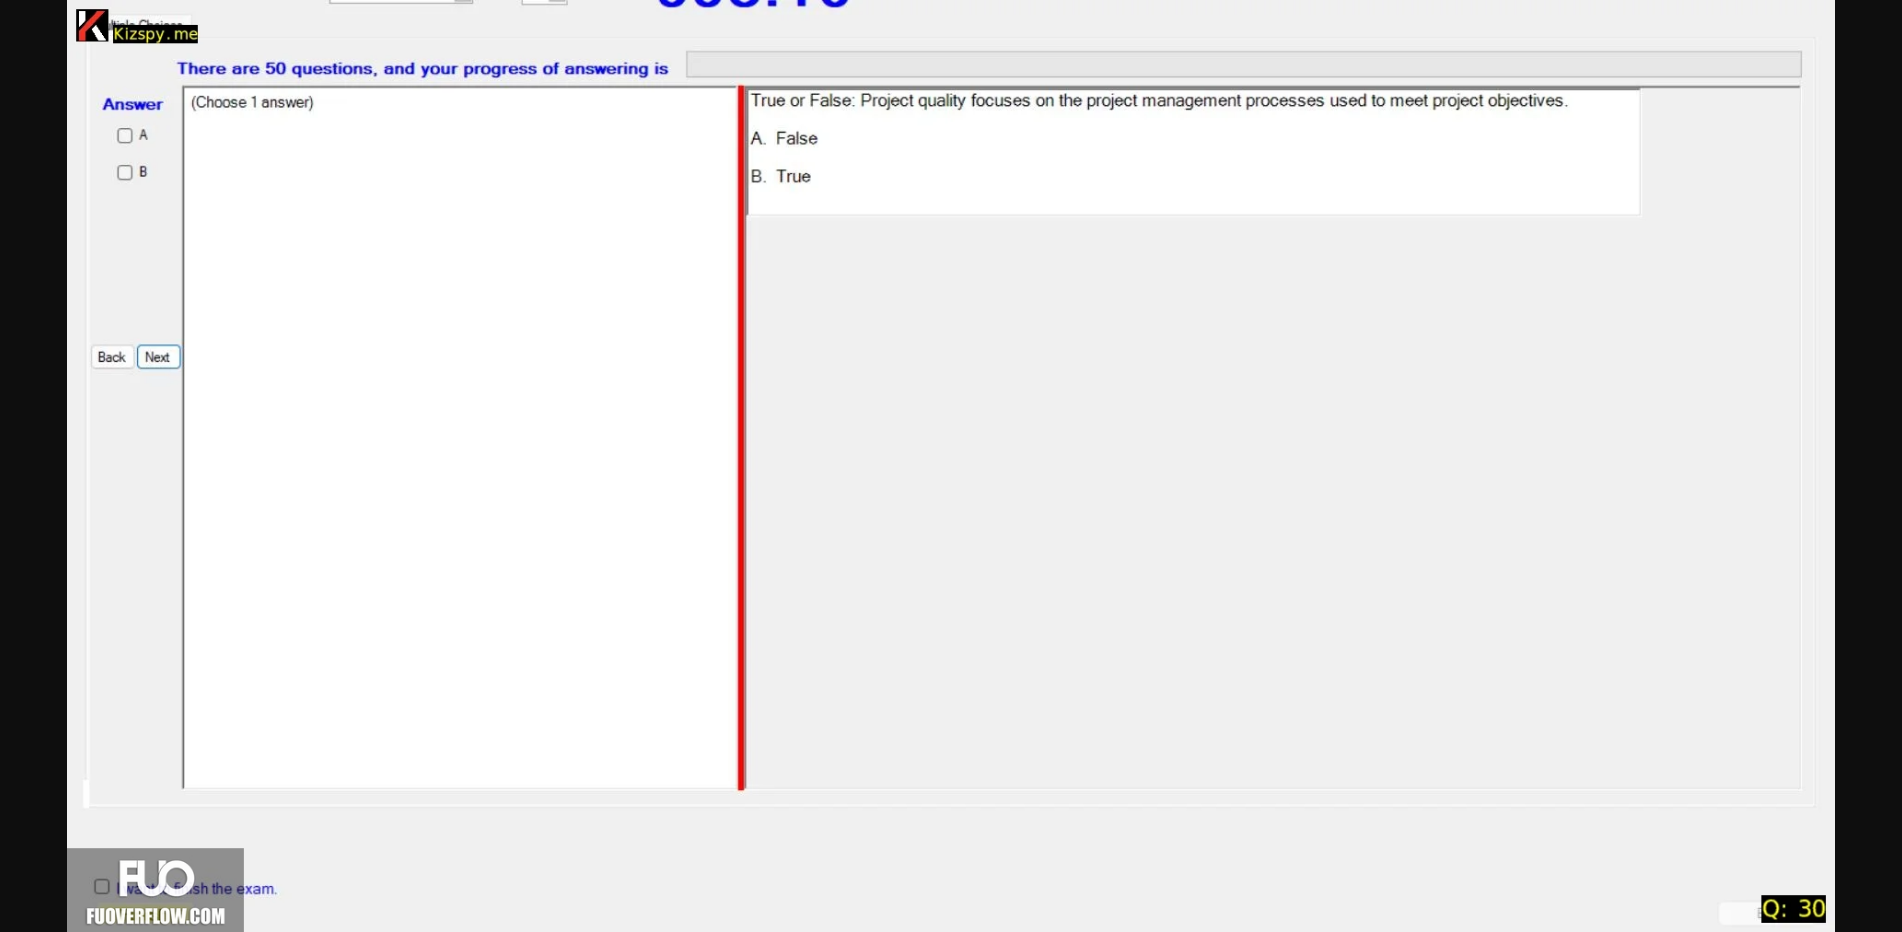 Kizspy.me
There are 50 questions, and your progress of answering is
Answer
(Choose 1 answer)
A
B
Back Next
True or False: Project quality focuses on the project management processes used to meet project objectives.
A. False
B. True
FUO
finish the exam.
FUOVERFLOW.COM
Q: 30